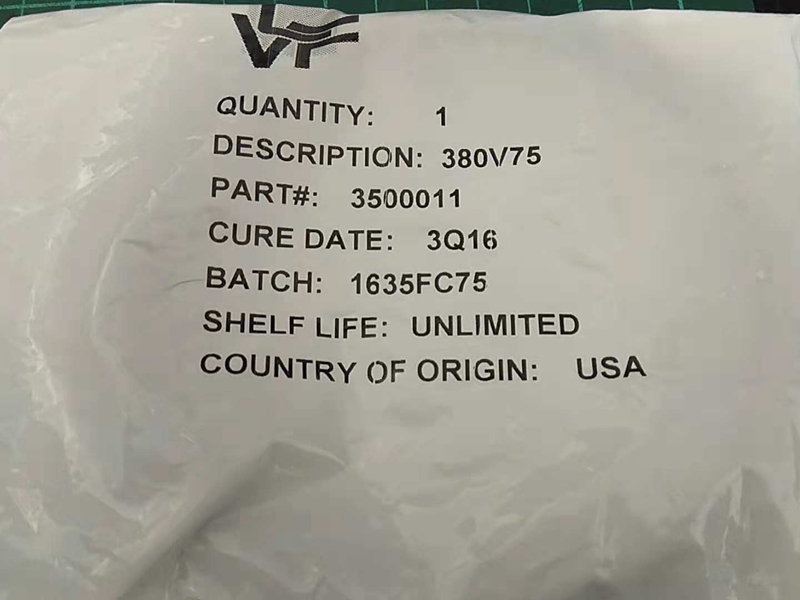 QUANTITY: 1
DESCRIPTION: 380V75
PART#: 3500011
CURE DATE: 3Q16
BATCH: 1635FC75
SHELF LIFE: UNLIMITED
COUNTRY OF ORIGIN: USA